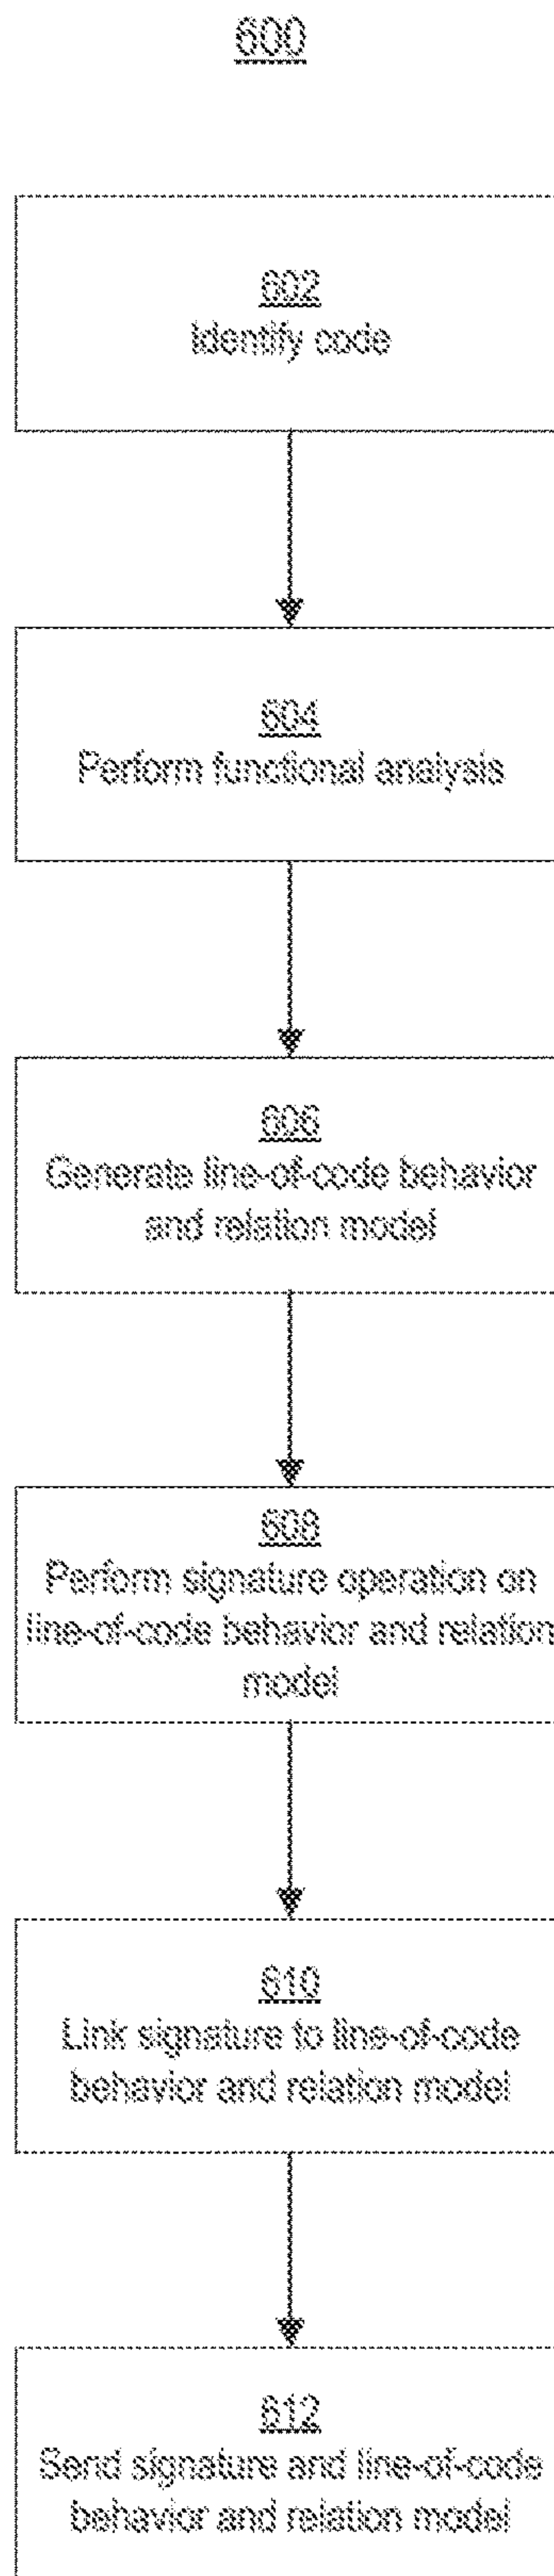 600
602
Identify code
604
Perform functional analysis
606
Generate line-of-code behavior
and relation model
608
Perform signature operation on
line-of-code behavior and relation
model
610
Link signature to line-of-code
behavior and relation model
612
Send signature and line-of-code
behavior and relation model